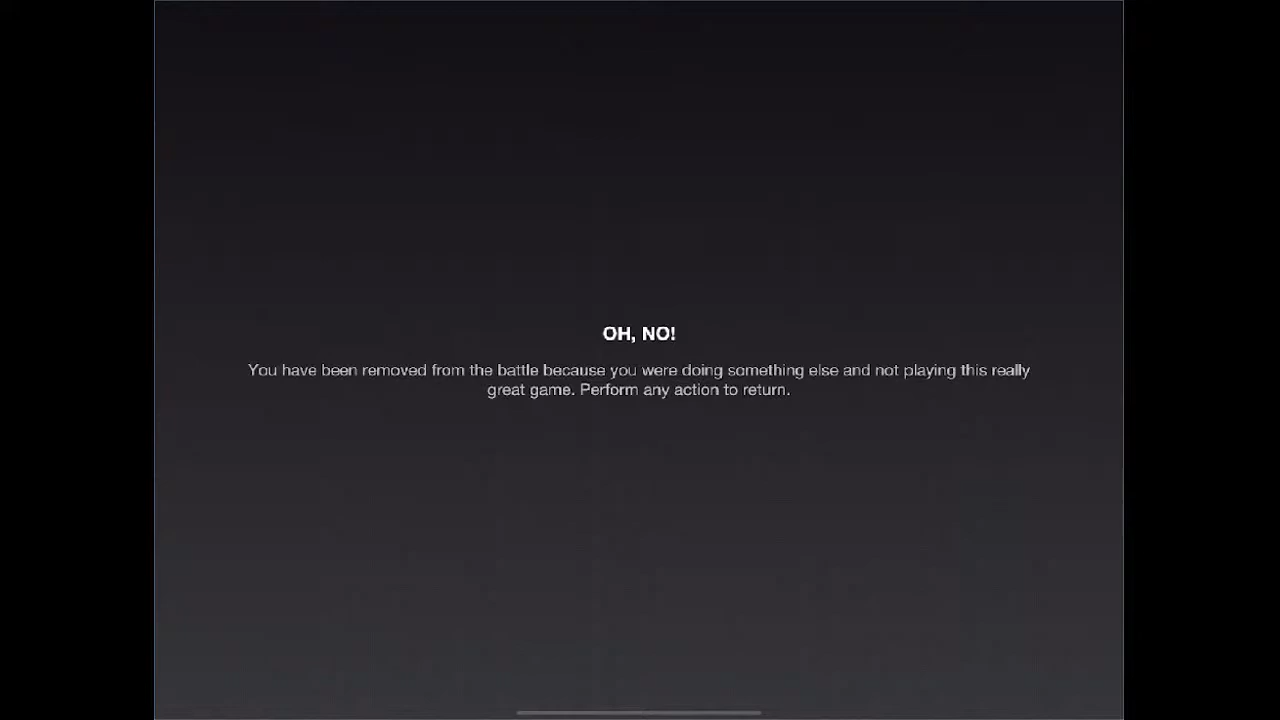 OH, NO!
You have been removed from the battle because you were doing something else and not playing this really
great game. Perform any action to return.